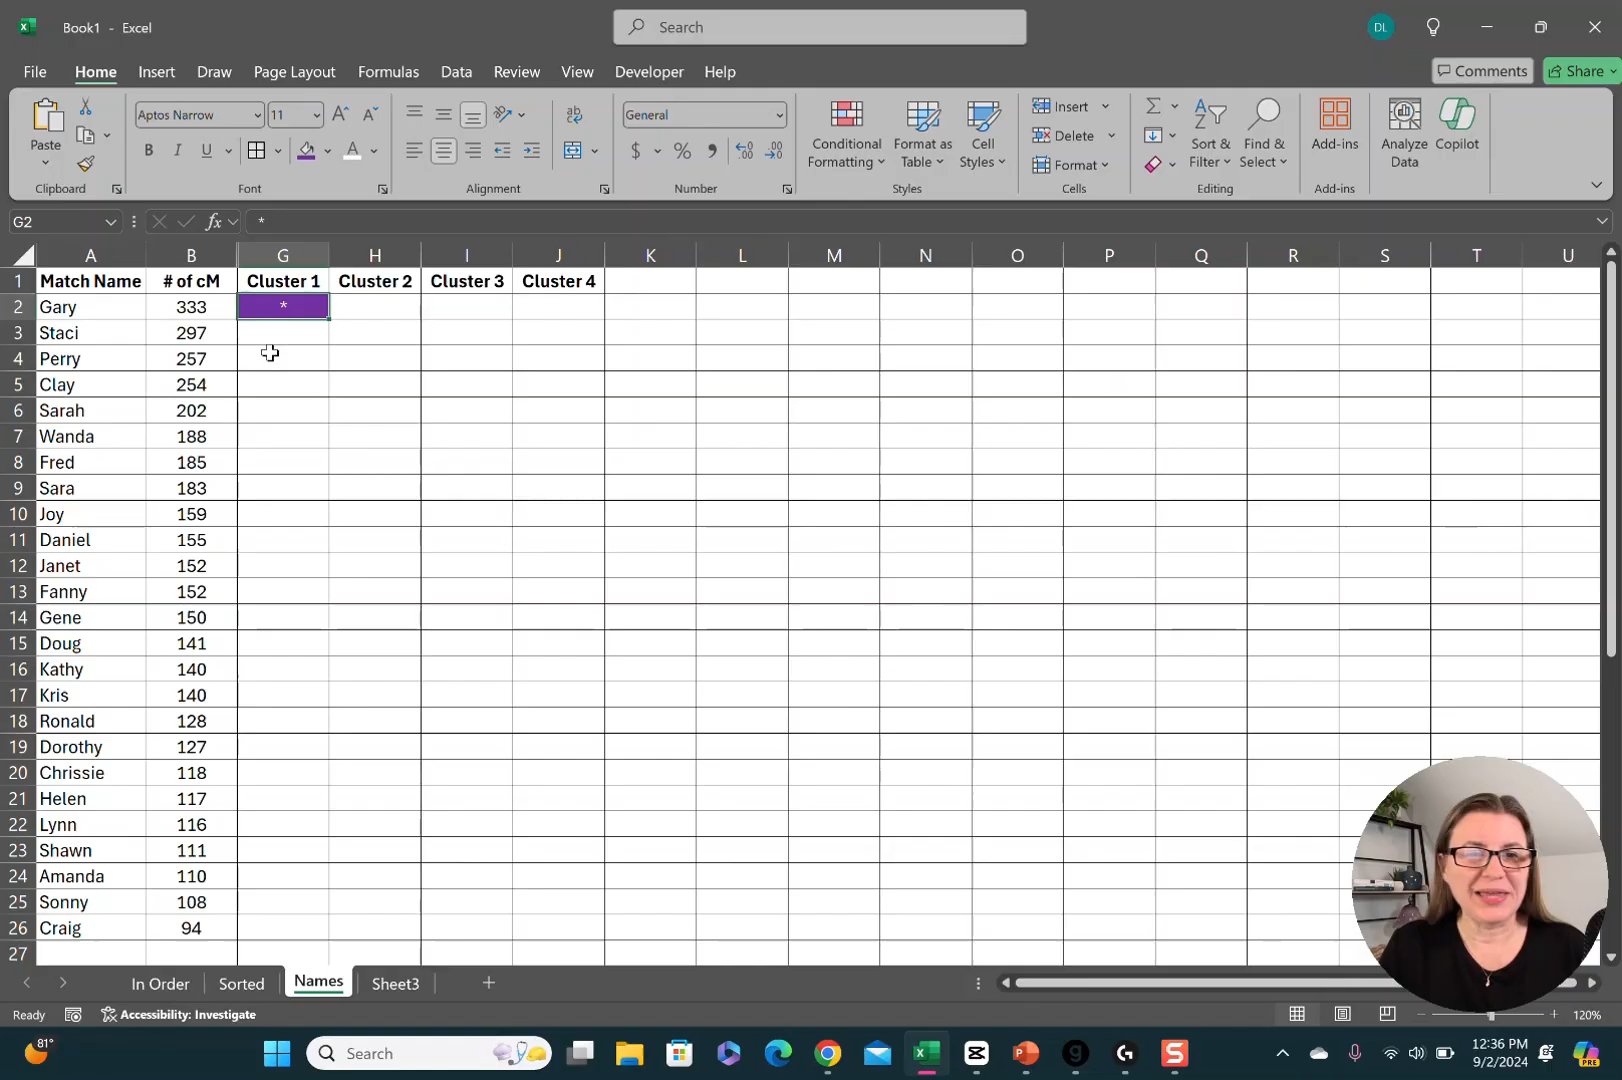 Book1 - Excel
Search
DL
File Home Insert Draw Page Layout Formulas Data Review View Developer Help
Comments
Share
Paste
Clipboard
Aptos Narrow 11
B I U A
Font
Alignment
General
$ % 9
Number
Conditional Formatting
Format as Table
Cell Styles
Styles
Insert
Delete
Format
Cells
Sort & Filter
Find & Select
Editing
Add-ins
Add-ins
Analyze Data
Copilot
G2 fx *
A B G H I J K L M N O P Q R S T U
1 Match Name # of cM Cluster 1 Cluster 2 Cluster 3 Cluster 4
2 Gary 333 *
3 Staci 297
4 Perry 257
5 Clay 254
6 Sarah 202
7 Wanda 188
8 Fred 185
9 Sara 183
10 Joy 159
11 Daniel 155
12 Janet 152
13 Fanny 152
14 Gene 150
15 Doug 141
16 Kathy 140
17 Kris 140
18 Ronald 128
19 Dorothy 127
20 Chrissie 118
21 Helen 117
22 Lynn 116
23 Shawn 111
24 Amanda 110
25 Sonny 108
26 Craig 94
27
In Order Sorted Names Sheet3 +
Ready Accessibility: Investigate 120%
81° Search 12:36 PM
9/2/2024
PRE